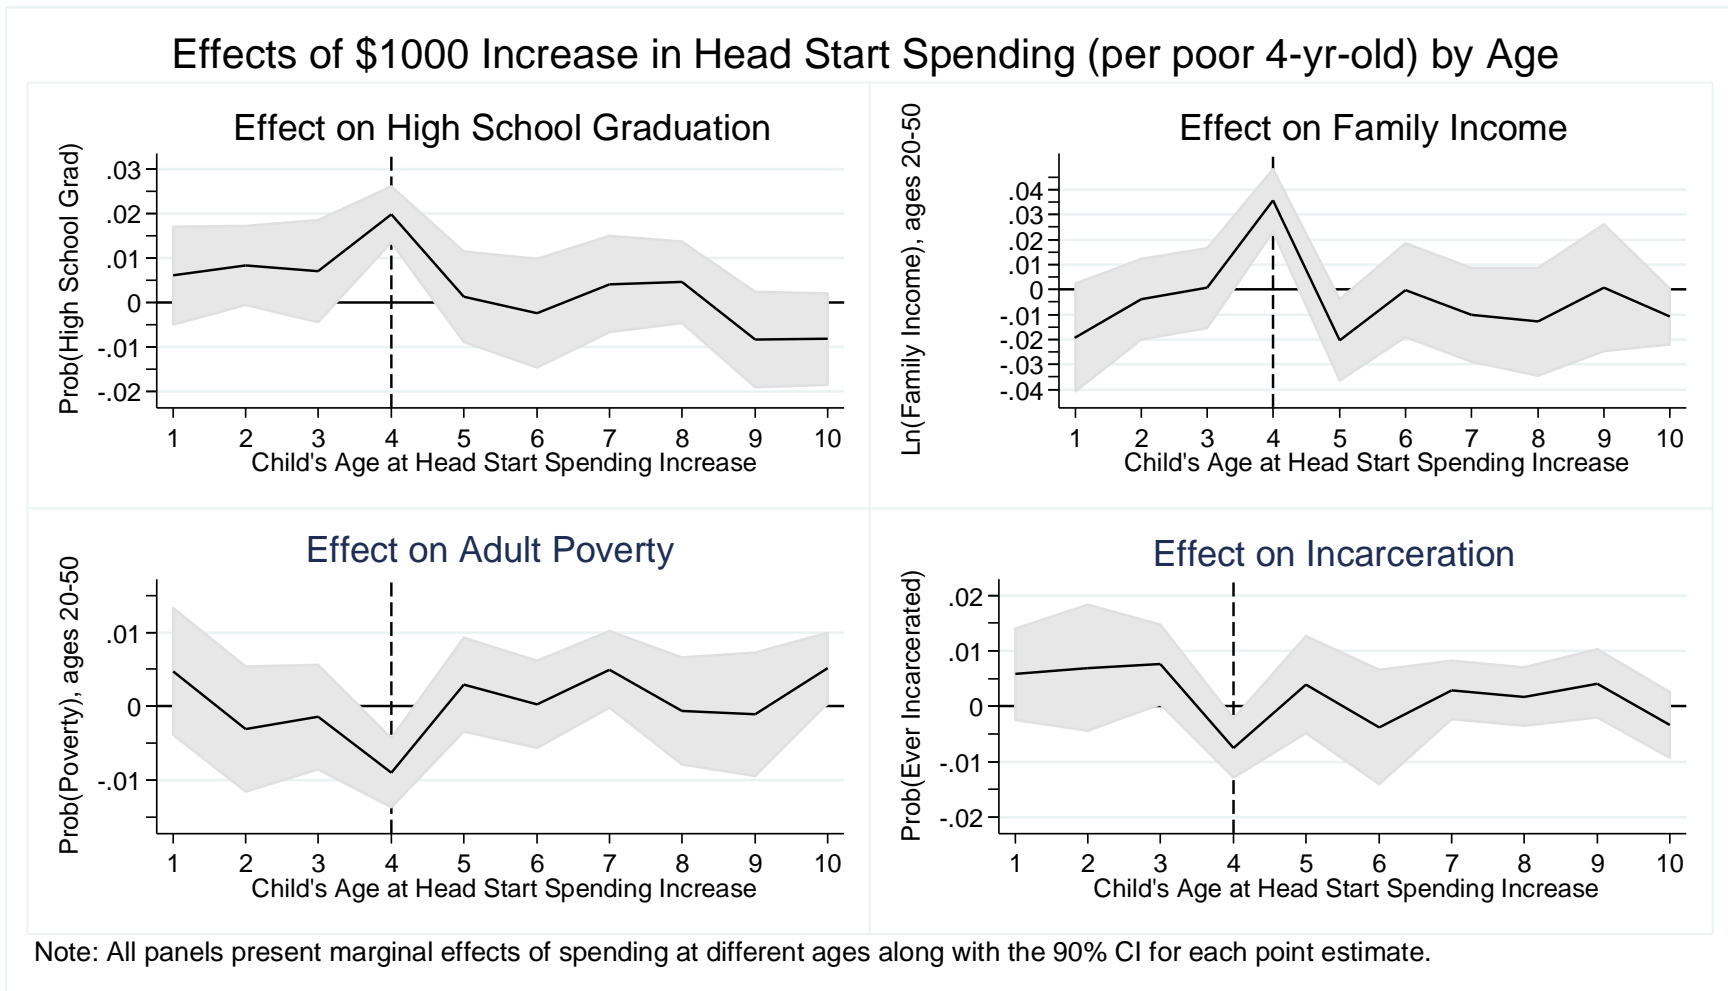 Effects of $1000 Increase in Head Start Spending (per poor 4-yr-old) by Age
Effect on High School Graduation
Prob(High School Grad)
.03
.02
.01
0
-.01
-.02
1 2 3 4 5 6 7 8 9 10
Child's Age at Head Start Spending Increase
Effect on Family Income
Ln(Family Income), ages 20-50
.04
.03
.02
.01
0
-.01
-.02
-.03
-.04
1 2 3 4 5 6 7 8 9 10
Child's Age at Head Start Spending Increase
Effect on Adult Poverty
Prob(Poverty), ages 20-50
.01
0
-.01
1 2 3 4 5 6 7 8 9 10
Child's Age at Head Start Spending Increase
Effect on Incarceration
Prob(Ever Incarcerated)
.02
.01
0
-.01
-.02
1 2 3 4 5 6 7 8 9 10
Child's Age at Head Start Spending Increase
Note: All panels present marginal effects of spending at different ages along with the 90% CI for each point estimate.